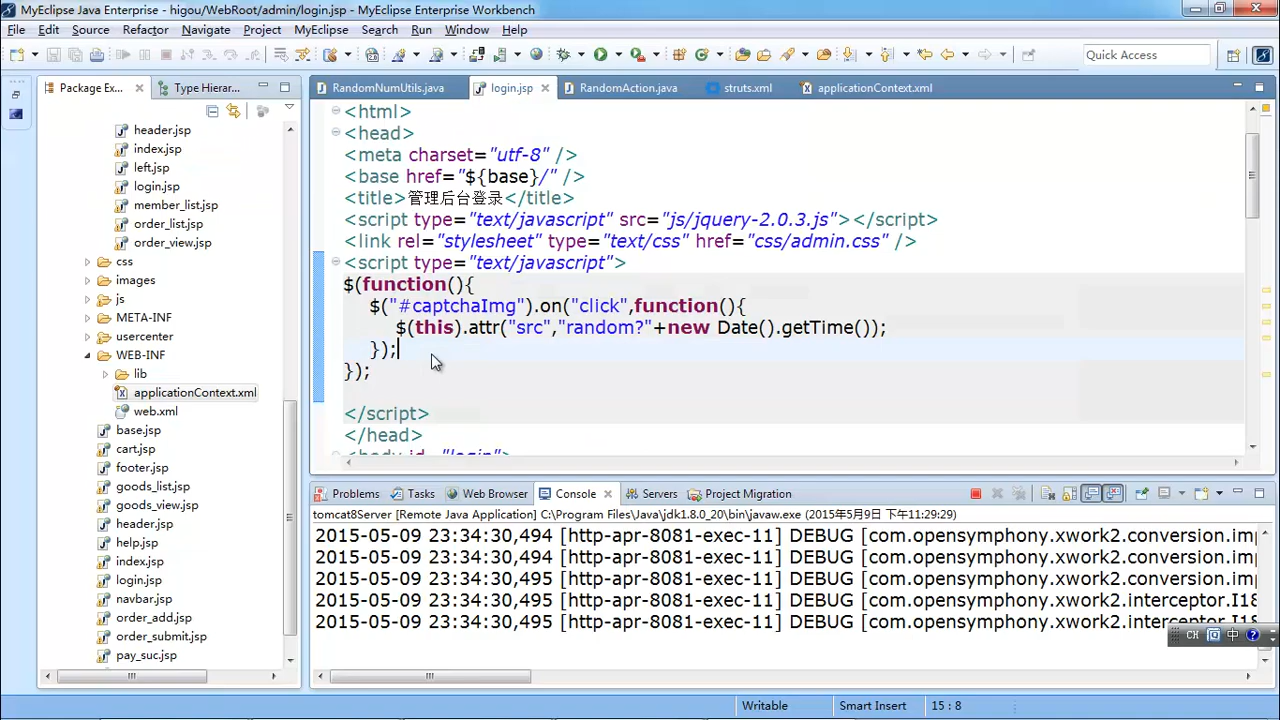 MyEclipse Java Enterprise - higou/WebRoot/admin/login.jsp - MyEclipse Enterprise Workbench
File Edit Source Refactor Navigate Project MyEclipse Search Run Window Help
Quick Access
Package Ex... Type Hierar...
RandomNumUtils.java login.jsp RandomAction.java struts.xml applicationContext.xml
header.jsp
index.jsp
left.jsp
login.jsp
member_list.jsp
order_list.jsp
order_view.jsp
css
images
js
META-INF
usercenter
WEB-INF
lib
applicationContext.xml
web.xml
base.jsp
cart.jsp
footer.jsp
goods_list.jsp
goods_view.jsp
header.jsp
help.jsp
index.jsp
login.jsp
navbar.jsp
order_add.jsp
order_submit.jsp
pay_suc.jsp
<html>
<head>
<meta charset="utf-8" />
<base href="${base}/" />
<title>管理后台登录</title>
<script type="text/javascript" src="js/jquery-2.0.3.js"></script>
<link rel="stylesheet" type="text/css" href="css/admin.css" />
<script type="text/javascript">
$(function(){
$("#captchaImg").on("click",function(){
$(this).attr("src","random?"+new Date().getTime());
});
});
</script>
</head>
<body id="login">
Problems Tasks Web Browser Console Servers Project Migration
tomcat8Server [Remote Java Application] C:\Program Files\Java\jdk1.8.0_20\bin\javaw.exe (2015年5月9日 下午11:29:29)
2015-05-09 23:34:30,494 [http-apr-8081-exec-11] DEBUG [com.opensymphony.xwork2.conversion.imp
2015-05-09 23:34:30,494 [http-apr-8081-exec-11] DEBUG [com.opensymphony.xwork2.conversion.imp
2015-05-09 23:34:30,495 [http-apr-8081-exec-11] DEBUG [com.opensymphony.xwork2.conversion.imp
2015-05-09 23:34:30,495 [http-apr-8081-exec-11] DEBUG [com.opensymphony.xwork2.interceptor.I18
2015-05-09 23:34:30,495 [http-apr-8081-exec-11] DEBUG [com.opensymphony.xwork2.interceptor.I18
CH 中
Writable Smart Insert 15 : 8